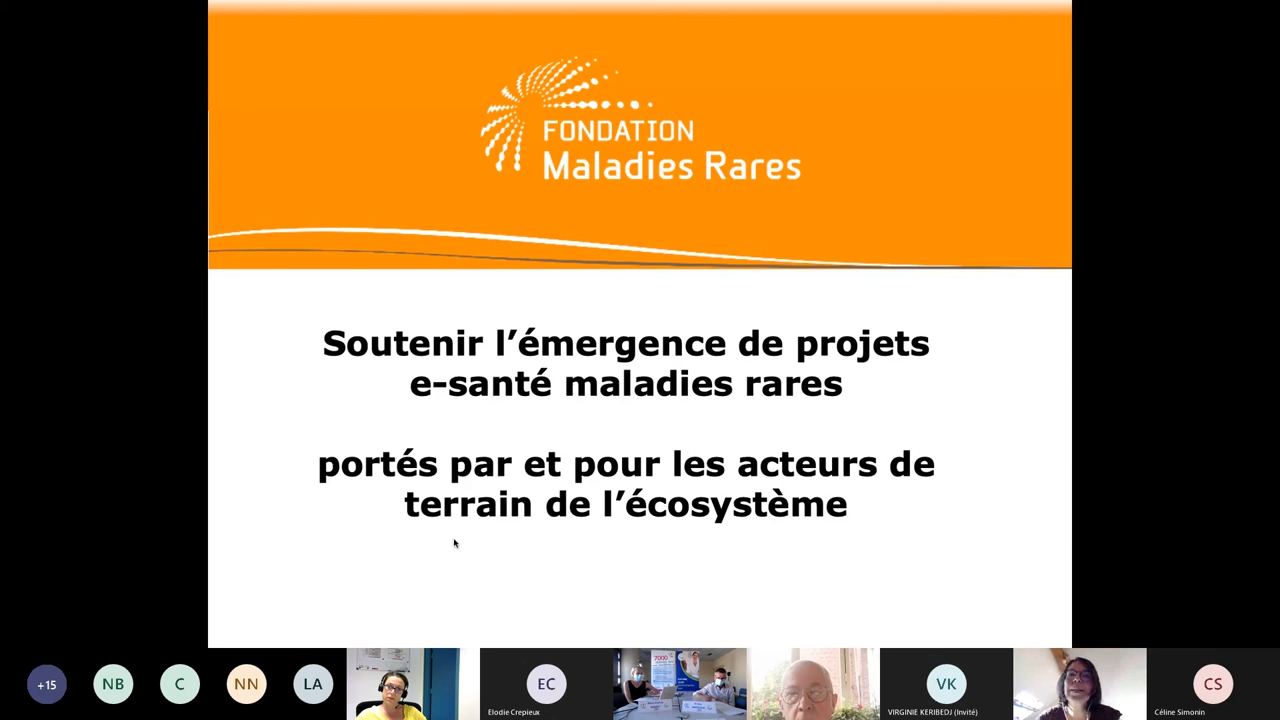 FONDATION
Maladies Rares
Soutenir l’émergence de projets
e-santé maladies rares
portés par et pour les acteurs de
terrain de l’écosystème
+15
NB
C
NN
LA
EC
Elodie Crepieux
7000
VK
VIRGINIE KERIBEDJ (Invité)
CS
Céline Simonin